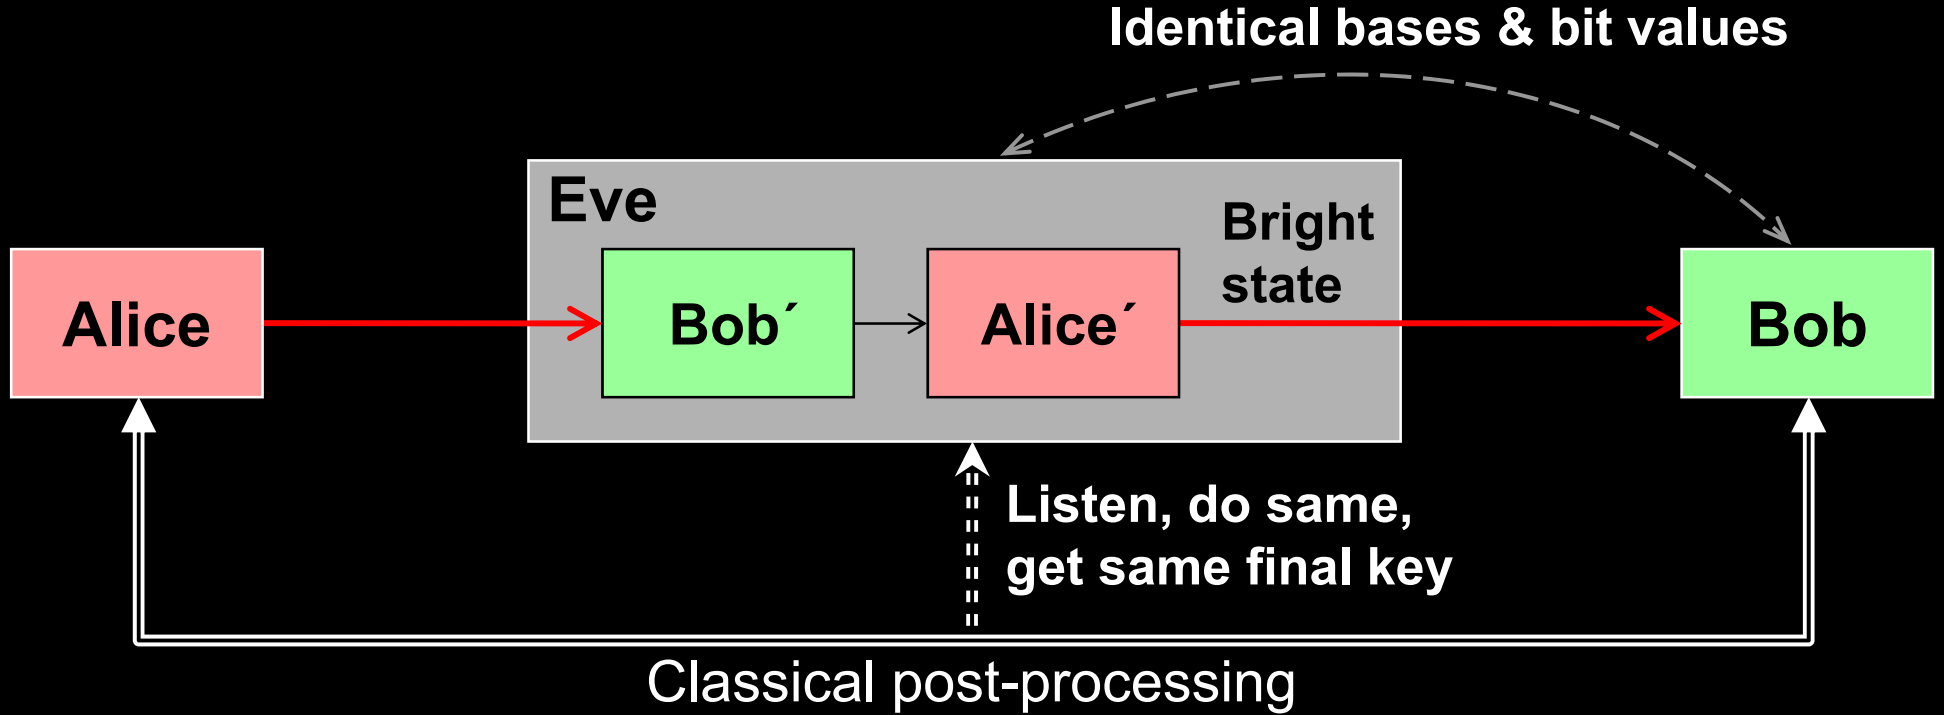 Identical bases & bit values
Eve
Bright
state
Alice
Bob´
Alice´
Bob
Listen, do same,
get same final key
Classical post-processing